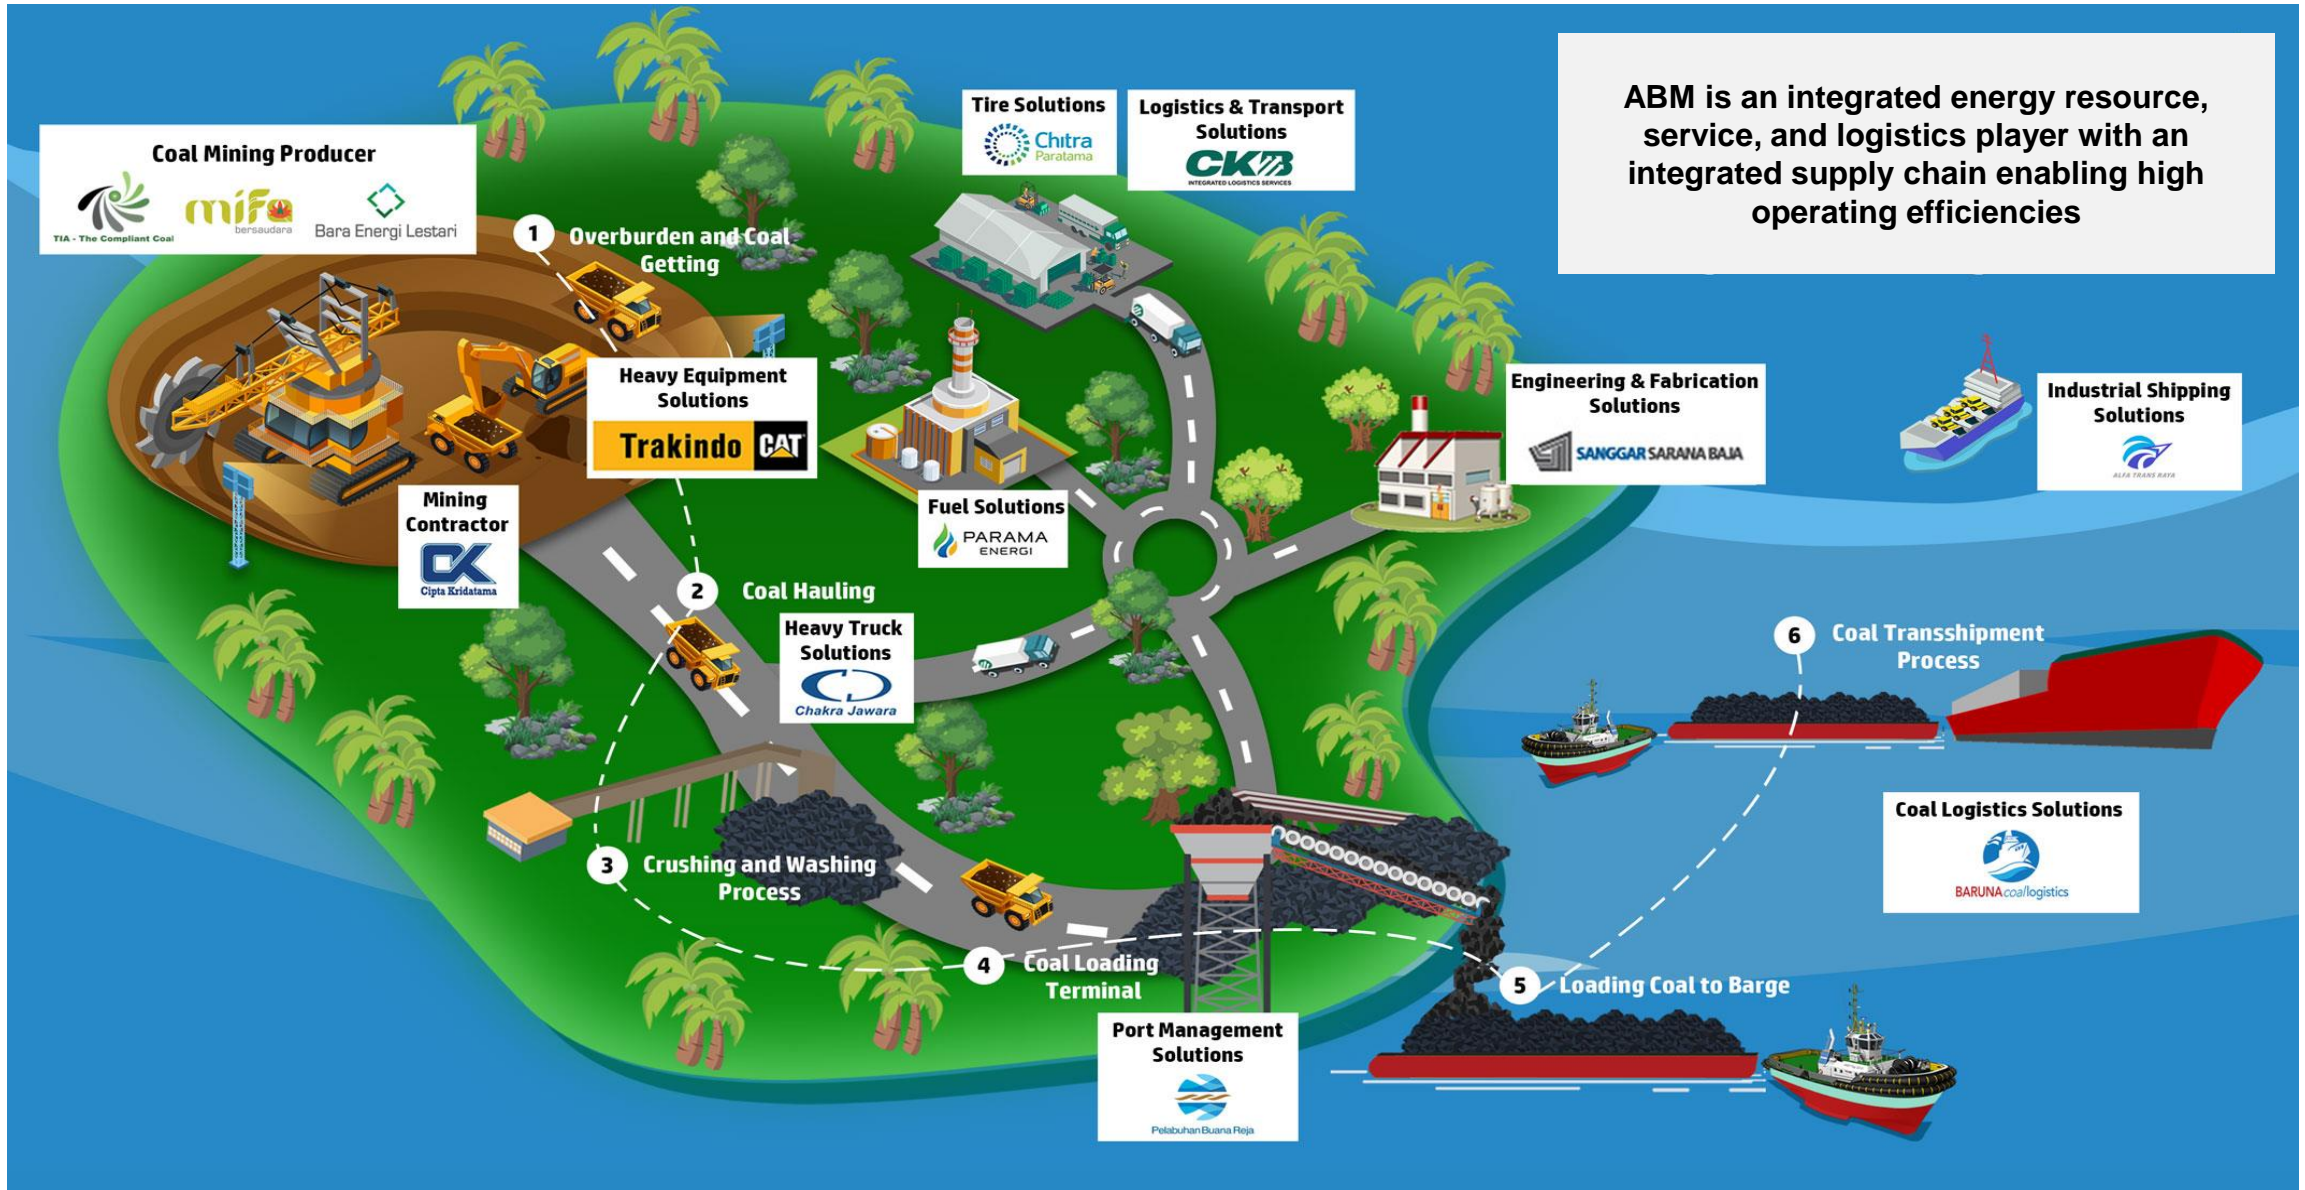 ABM is an integrated energy resource,
service, and logistics player with an
integrated supply chain enabling high
operating efficiencies
Coal Mining Producer
TIA - The Compliant Coal
mifa
bersaudara
Bara Energi Lestari
Tire Solutions
Chitra
Paratama
Logistics & Transport
Solutions
CKB
INTEGRATED LOGISTICS SERVICES
1
Overburden and Coal
Getting
Heavy Equipment
Solutions
Trakindo CAT
Mining
Contractor
CK
Cipta Kridatama
Fuel Solutions
PARAMA
ENERGI
Engineering & Fabrication
Solutions
SANGGAR SARANA BAJA
Industrial Shipping
Solutions
ALFA TRANS RAYA
2
Coal Hauling
Heavy Truck
Solutions
Chakra Jawara
3
Crushing and Washing
Process
4
Coal Loading
Terminal
Port Management
Solutions
Pelabuhan Buana Reja
5
Loading Coal to Barge
6
Coal Transshipment
Process
Coal Logistics Solutions
BARUNA coal logistics